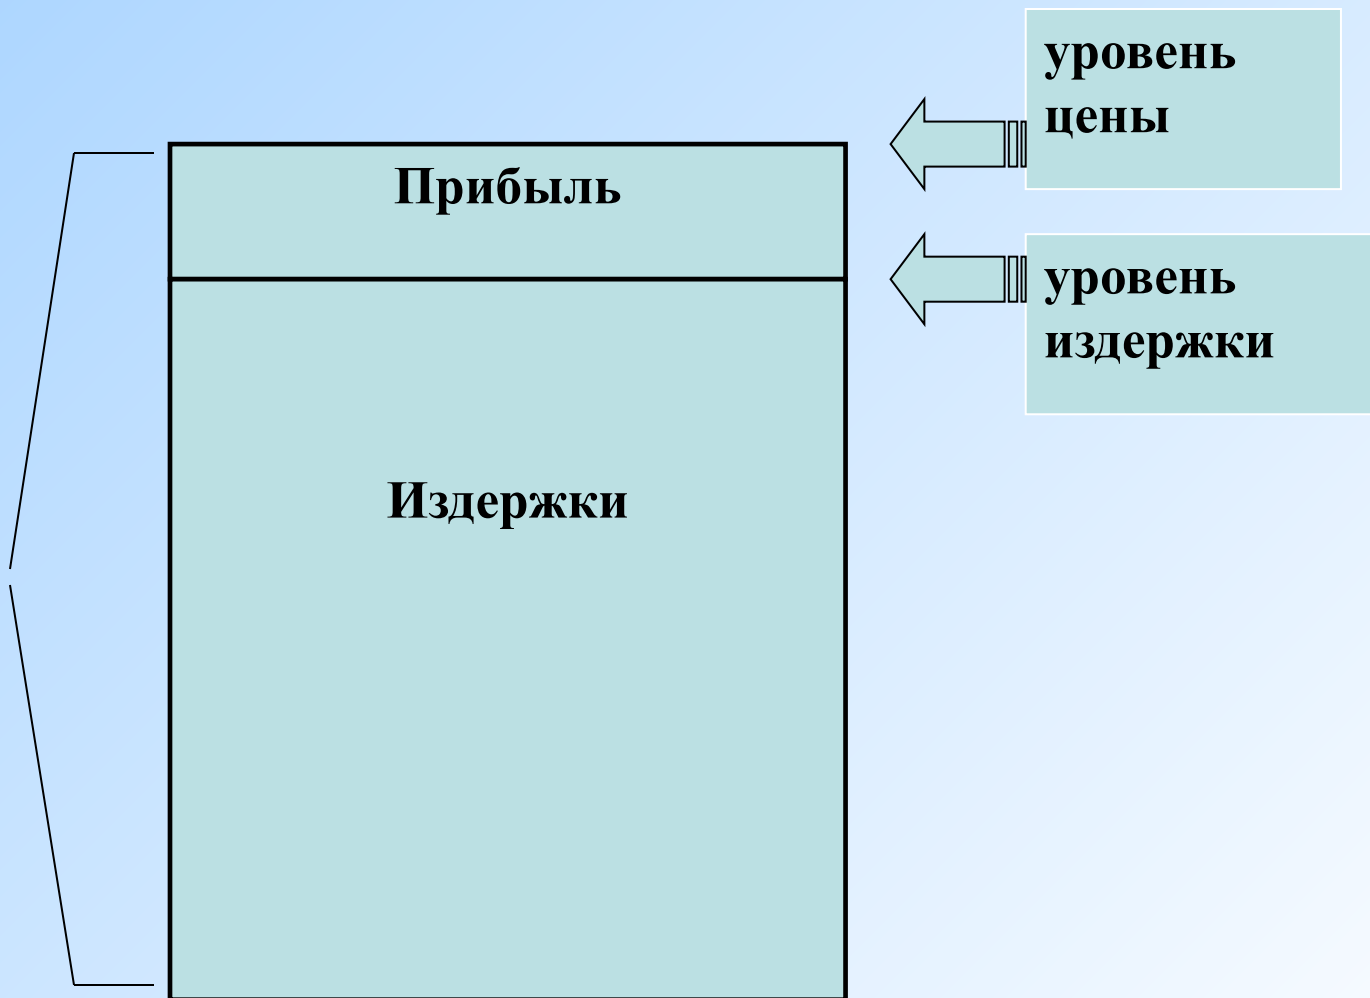 уровень
цены
Прибыль
уровень
издержки
Издержки